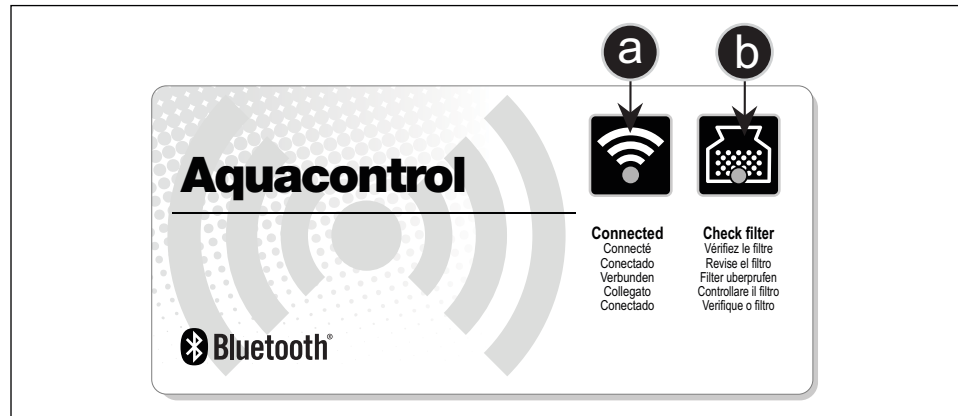 a
b
Aquacontrol
Connected
Connecté
Conectado
Verbunden
Collegato
Conectado
Check filter
Vérifiez le filtre
Revise el filtro
Filter uberprufen
Controllare il filtro
Verifique o filtro
Bluetooth®